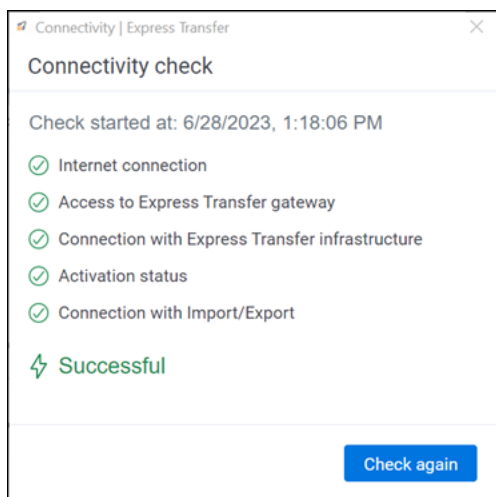 Connectivity | Express Transfer
Connectivity check
Check started at: 6/28/2023, 1:18:06 PM
Internet connection
Access to Express Transfer gateway
Connection with Express Transfer infrastructure
Activation status
Connection with Import/Export
Successful
Check again